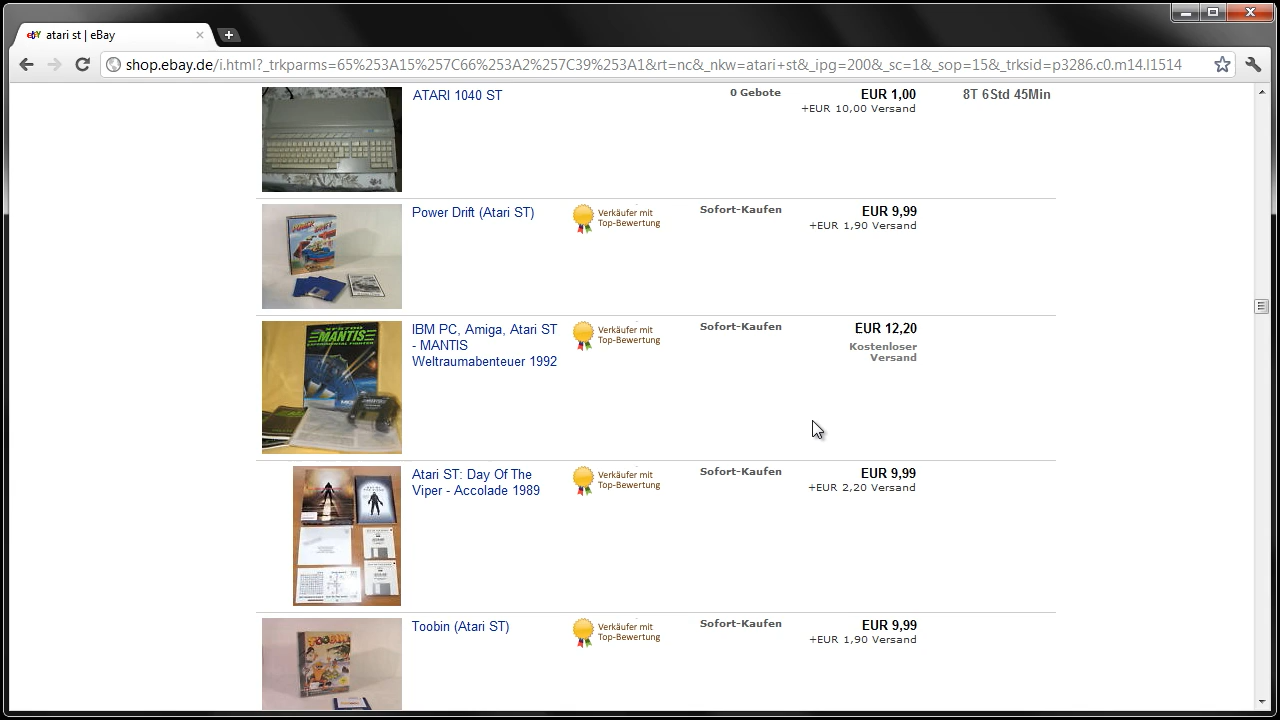 ebY atari st | eBay
shop.ebay.de/i.html?_trkparms=65%253A15%257C66%253A2%257C39%253A1&rt=nc&_nkw=atari+st&_ipg=200&_sc=1&_sop=15&_trksid=p3286.c0.m14.l1514
ATARI 1040 ST
0 Gebote
EUR 1,00
8T 6Std 45Min
+EUR 10,00 Versand
Power Drift (Atari ST)
Verkäufer mit
Top-Bewertung
Sofort-Kaufen
EUR 9,99
+EUR 1,90 Versand
XF5700
MANTIS
EXPERIMENTAL FIGHTER
IBM PC, Amiga, Atari ST
- MANTIS
Weltraumabenteuer 1992
Verkäufer mit
Top-Bewertung
Sofort-Kaufen
EUR 12,20
Kostenloser
Versand
Atari ST: Day Of The
Viper - Accolade 1989
Verkäufer mit
Top-Bewertung
Sofort-Kaufen
EUR 9,99
+EUR 2,20 Versand
TOOBIN
Toobin (Atari ST)
Verkäufer mit
Top-Bewertung
Sofort-Kaufen
EUR 9,99
+EUR 1,90 Versand